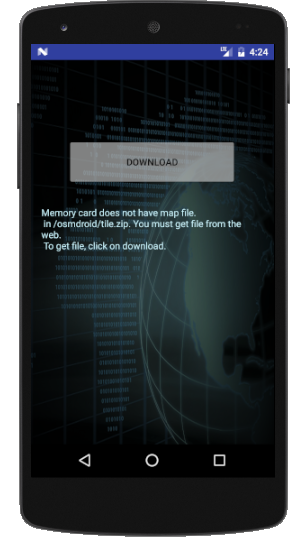 LTE 4:24
DOWNLOAD
Memory card does not have map file.
in /osmdroid/tile.zip. You must get file from the
web.
To get file, click on download.